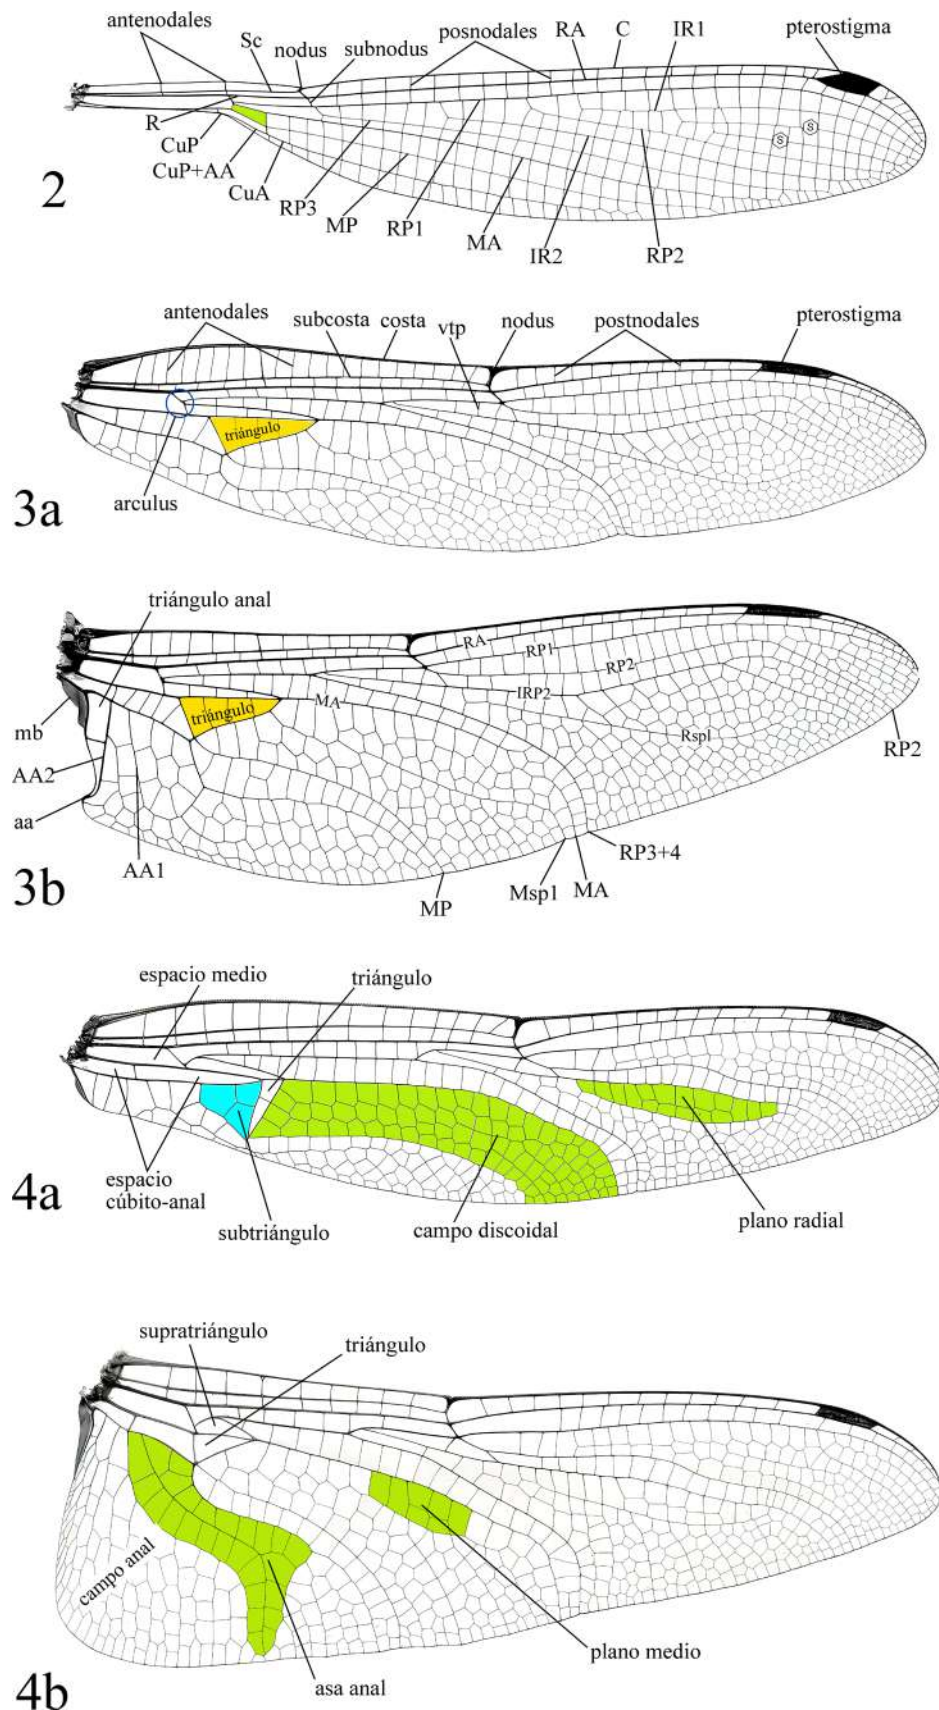 antenodales
Sc
nodus
subnodus
posnodales
RA
C
IR1
pterostigma
R
CuP
CuP+AA
CuA
RP3
MP
RP1
MA
IR2
RP2
S
S
2
antenodales
subcosta
costa
vtp
nodus
postnodales
pterostigma
triángulo
arculus
3a
triángulo anal
RA
RP1
RP2
IRP2
MA
triángulo
Rspl
mb
AA2
aa
AA1
RP2
RP3+4
MP
Msp1
MA
3b
espacio medio
triángulo
espacio
cúbito-anal
subtriángulo
campo discoidal
plano radial
4a
supratriángulo
triángulo
campo anal
plano medio
asa anal
4b